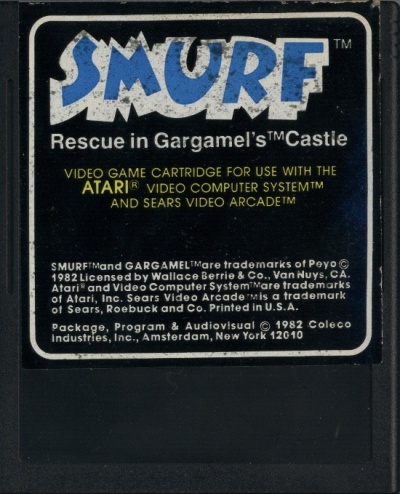 SMURF™
Rescue in Gargamel's™Castle
VIDEO GAME CARTRIDGE FOR USE WITH THE
ATARI® VIDEO COMPUTER SYSTEM™
AND SEARS VIDEO ARCADE™
SMURF™and GARGAMEL™are trademarks of Peyo©
1982 Licensed by Wallace Berrie & Co., Van Nuys, CA.
Atari® and Video Computer System™are trademarks
of Atari, Inc. Sears Video Arcade™is a trademark
of Sears, Roebuck and Co. Printed in U.S.A.
Package, Program & Audiovisual © 1982 Coleco
Industries, Inc., Amsterdam, New York 12010